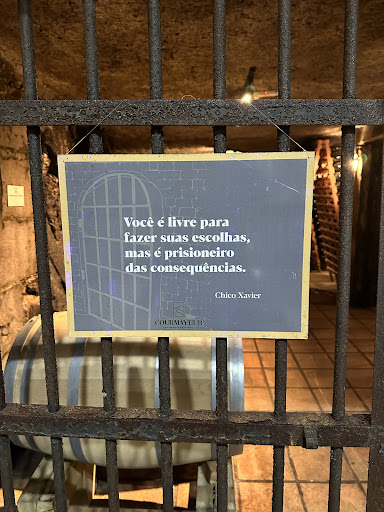 Você é livre para
fazer suas escolhas,
mas é prisioneiro
das consequências.
Chico Xavier
COURMAYEUR